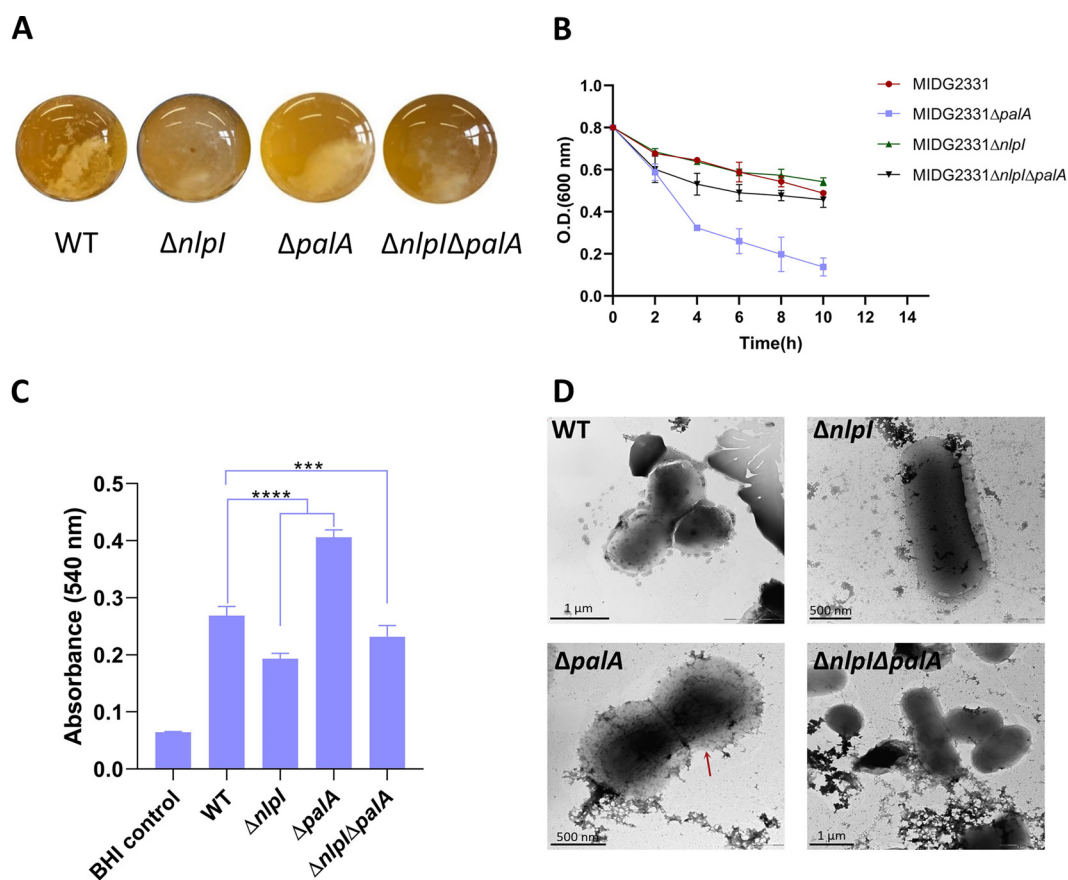 A
WT
ΔnlpI
ΔpalA
ΔnlpIΔpalA
B
O.D.(600 nm)
1.0
0.8
0.6
0.4
0.2
0.0
0
2
4
6
8
10
12
14
Time(h)
MIDG2331
MIDG2331ΔpalA
MIDG2331ΔnlpI
MIDG2331ΔnlpIΔpalA
C
Absorbance (540 nm)
0.5
0.4
0.3
0.2
0.1
0.0
***
****
BHI control
WT
ΔnlpI
ΔpalA
ΔnlpIΔpalA
D
WT
1 μm
ΔnlpI
500 nm
ΔpalA
500 nm
ΔnlpIΔpalA
1 μm